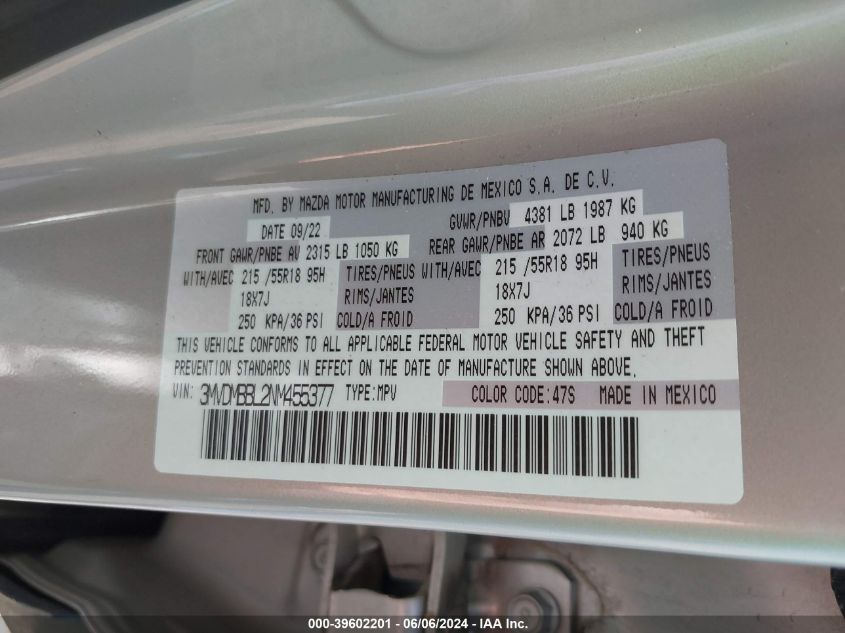 MFD. BY MAZDA MOTOR MANUFACTURING DE MEXICO S.A. DE C.V.
DATE 09/22 GVWR/PNBV 4381 LB 1987 KG
FRONT GAWR/PNBE AV 2315 LB 1050 KG REAR GAWR/PNBE AR 2072 LB 940 KG
WITH/AVEC 215 /55R18 95H TIRES/PNEUS WITH/AVEC 215 /55R18 95H TIRES/PNEUS
18X7J RIMS/JANTES 18X7J RIMS/JANTES
250 KPA/36 PSI COLD/A FROID 250 KPA/36 PSI COLD/A FROID
THIS VEHICLE CONFORMS TO ALL APPLICABLE FEDERAL MOTOR VEHICLE SAFETY AND THEFT
PREVENTION STANDARDS IN EFFECT ON THE DATE OF MANUFACTURE SHOWN ABOVE.
VIN: 3MVDMBBL2NM455377 TYPE:MPV COLOR CODE:47S MADE IN MEXICO
000-39602201 - 06/06/2024 - IAA Inc.